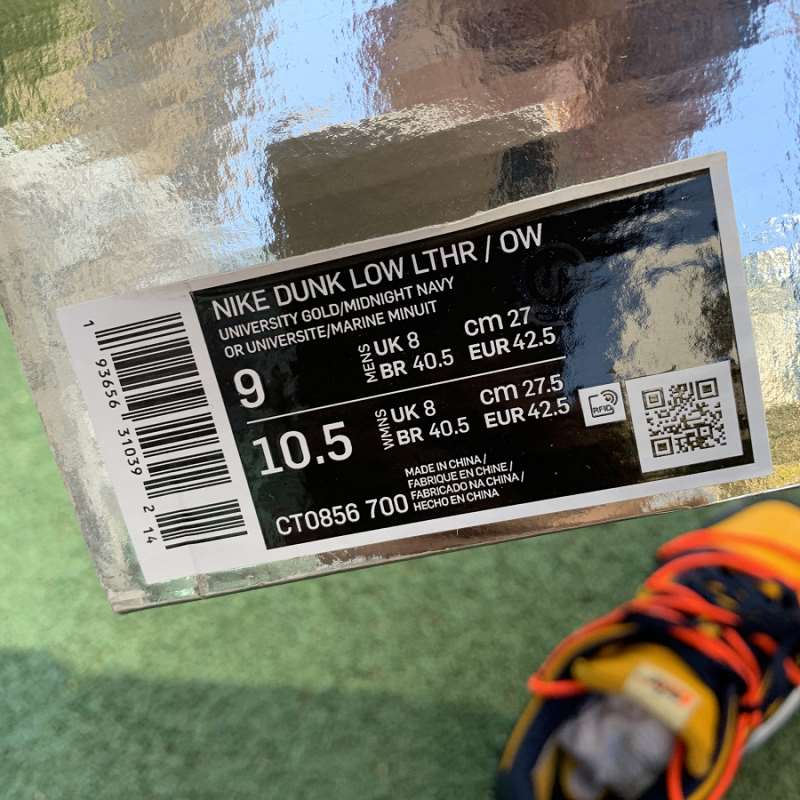 NIKE DUNK LOW LTHR / OW
UNIVERSITY GOLD/MIDNIGHT NAVY
OR UNIVERSITE/MARINE MINUIT
9
MENS
UK 8
cm 27
BR 40.5
EUR 42.5
10.5
WMNS
UK 8
cm 27.5
BR 40.5
EUR 42.5
RFID
CT0856 700
MADE IN CHINA /
FABRIQUE EN CHINE /
FABRICADO NA CHINA /
HECHO EN CHINA
1 93656 31039 2 14